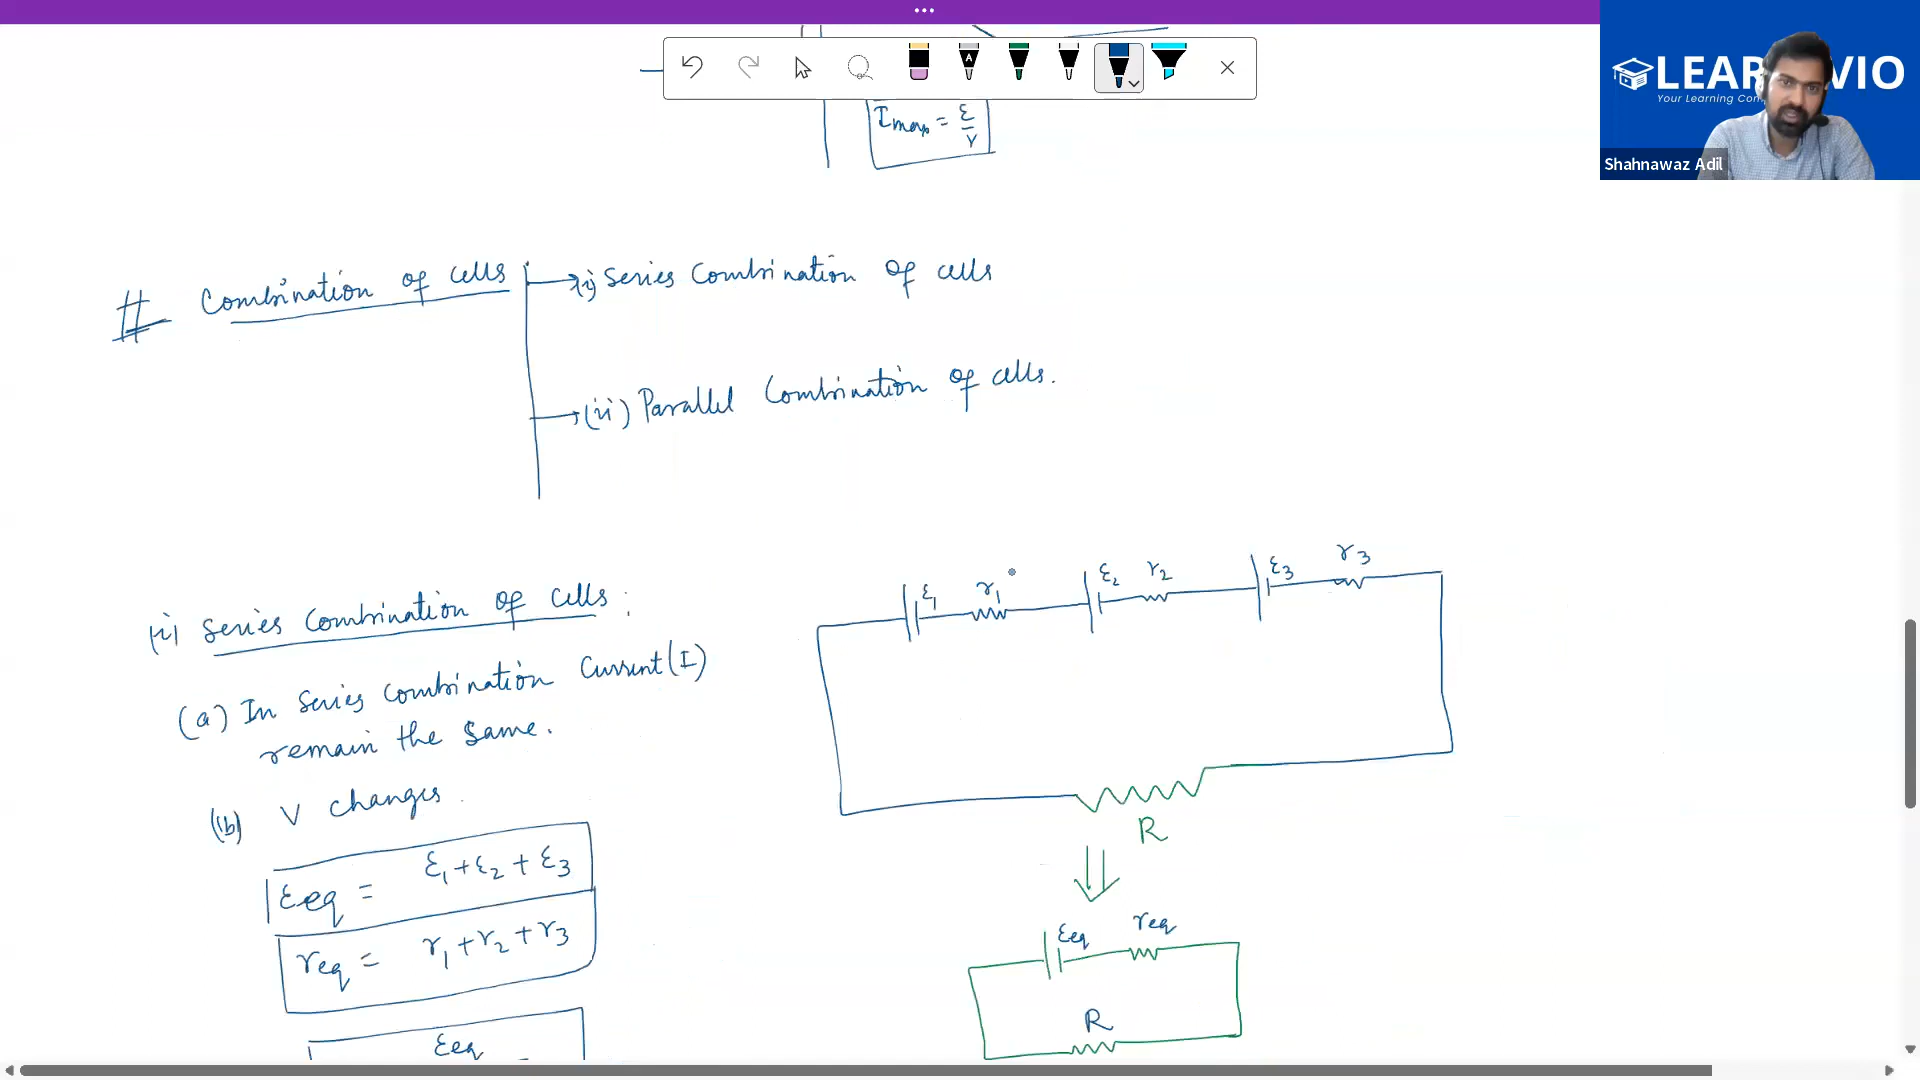 LEAR VIO
Your Learning Com
Shahnawaz Adil
Imax = ε/r
# Combination of cells
(i) Series Combination of cells
(ii) Parallel Combination of cells.
(i) Series Combination of cells :
(a) In Series Combination Current (I)
remain the same.
(b) V changes.
εeq = ε1 + ε2 + ε3
req = r1 + r2 + r3
εeq
ε1 r1 ε2 r2 ε3 r3
R
εeq req
R